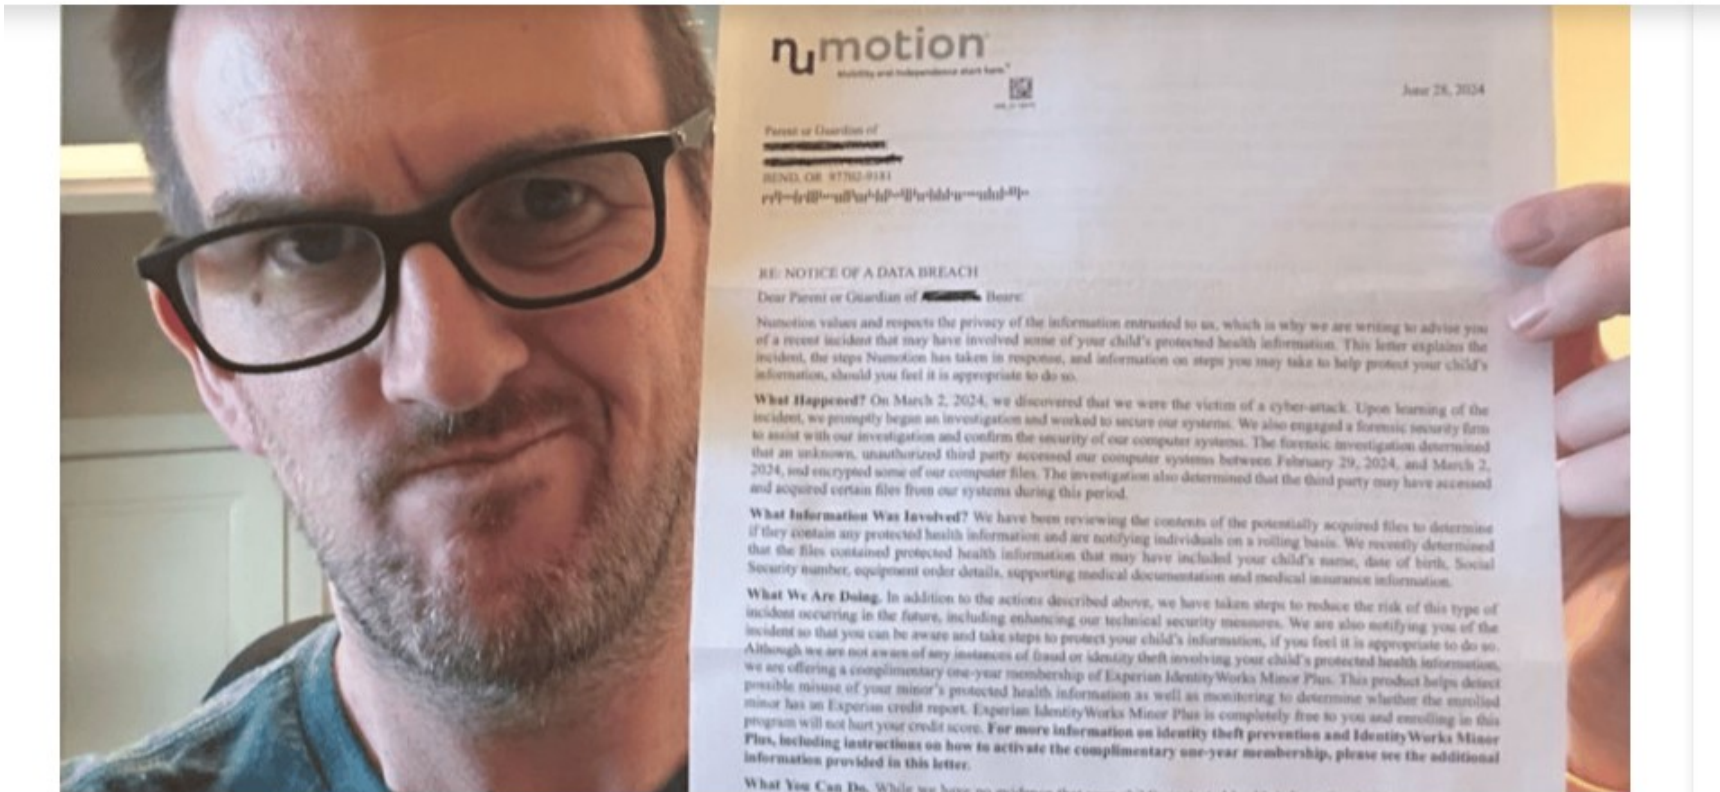 numotion
Mobility and Independence start here.
June 28, 2024
Parent or Guardian of
BEND, OR 97702-9181
RE: NOTICE OF A DATA BREACH
Dear Parent or Guardian of Beare:
Numotion values and respects the privacy of the information entrusted to us, which is why we are writing to advise you
of a recent incident that may have involved some of your child's protected health information. This letter explains the
incident, the steps Numotion has taken in response, and information on steps you may take to help protect your child's
information, should you feel it is appropriate to do so.
What Happened? On March 2, 2024, we discovered that we were the victim of a cyber-attack. Upon learning of the
incident, we promptly began an investigation and worked to secure our systems. We also engaged a forensic security firm
to assist with our investigation and confirm the security of our computer systems. The forensic investigation determined
that an unknown, unauthorized third party accessed our computer systems between February 29, 2024, and March 2,
2024, and encrypted some of our computer files. The investigation also determined that the third party may have accessed
and acquired certain files from our systems during this period.
What Information Was Involved? We have been reviewing the contents of the potentially acquired files to determine
if they contain any protected health information and are notifying individuals on a rolling basis. We recently determined
that the files contained protected health information that may have included your child's name, date of birth, Social
Security number, equipment order details, supporting medical documentation and medical insurance information.
What We Are Doing. In addition to the actions described above, we have taken steps to reduce the risk of this type of
incident occurring in the future, including enhancing our technical security measures. We are also notifying you of the
incident so that you can be aware and take steps to protect your child's information, if you feel it is appropriate to do so.
Although we are not aware of any instances of fraud or identity theft involving your child's protected health information,
we are offering a complimentary one-year membership of Experian IdentityWorks Minor Plus. This product helps detect
possible misuse of your minor's protected health information as well as monitoring to determine whether the enrolled
minor has an Experian credit report. Experian IdentityWorks Minor Plus is completely free to you and enrolling in this
program will not hurt your credit score. For more information on identity theft prevention and IdentityWorks Minor
Plus, including instructions on how to activate the complimentary one-year membership, please see the additional
information provided in this letter.
What You Can Do. While we have no evidence that